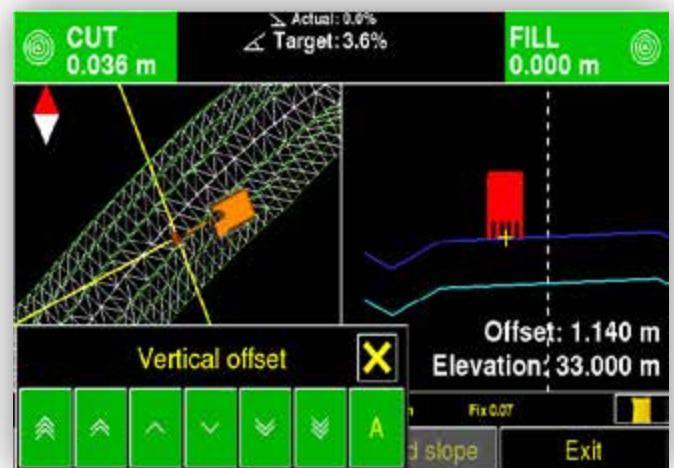 CUT
0.036 m
Actual: 0.0%
Target: 3.6%
FILL
0.000 m
Offset: 1.140 m
Elevation: 33.000 m
Vertical offset
X
Fix 0.07
A
slope
Exit